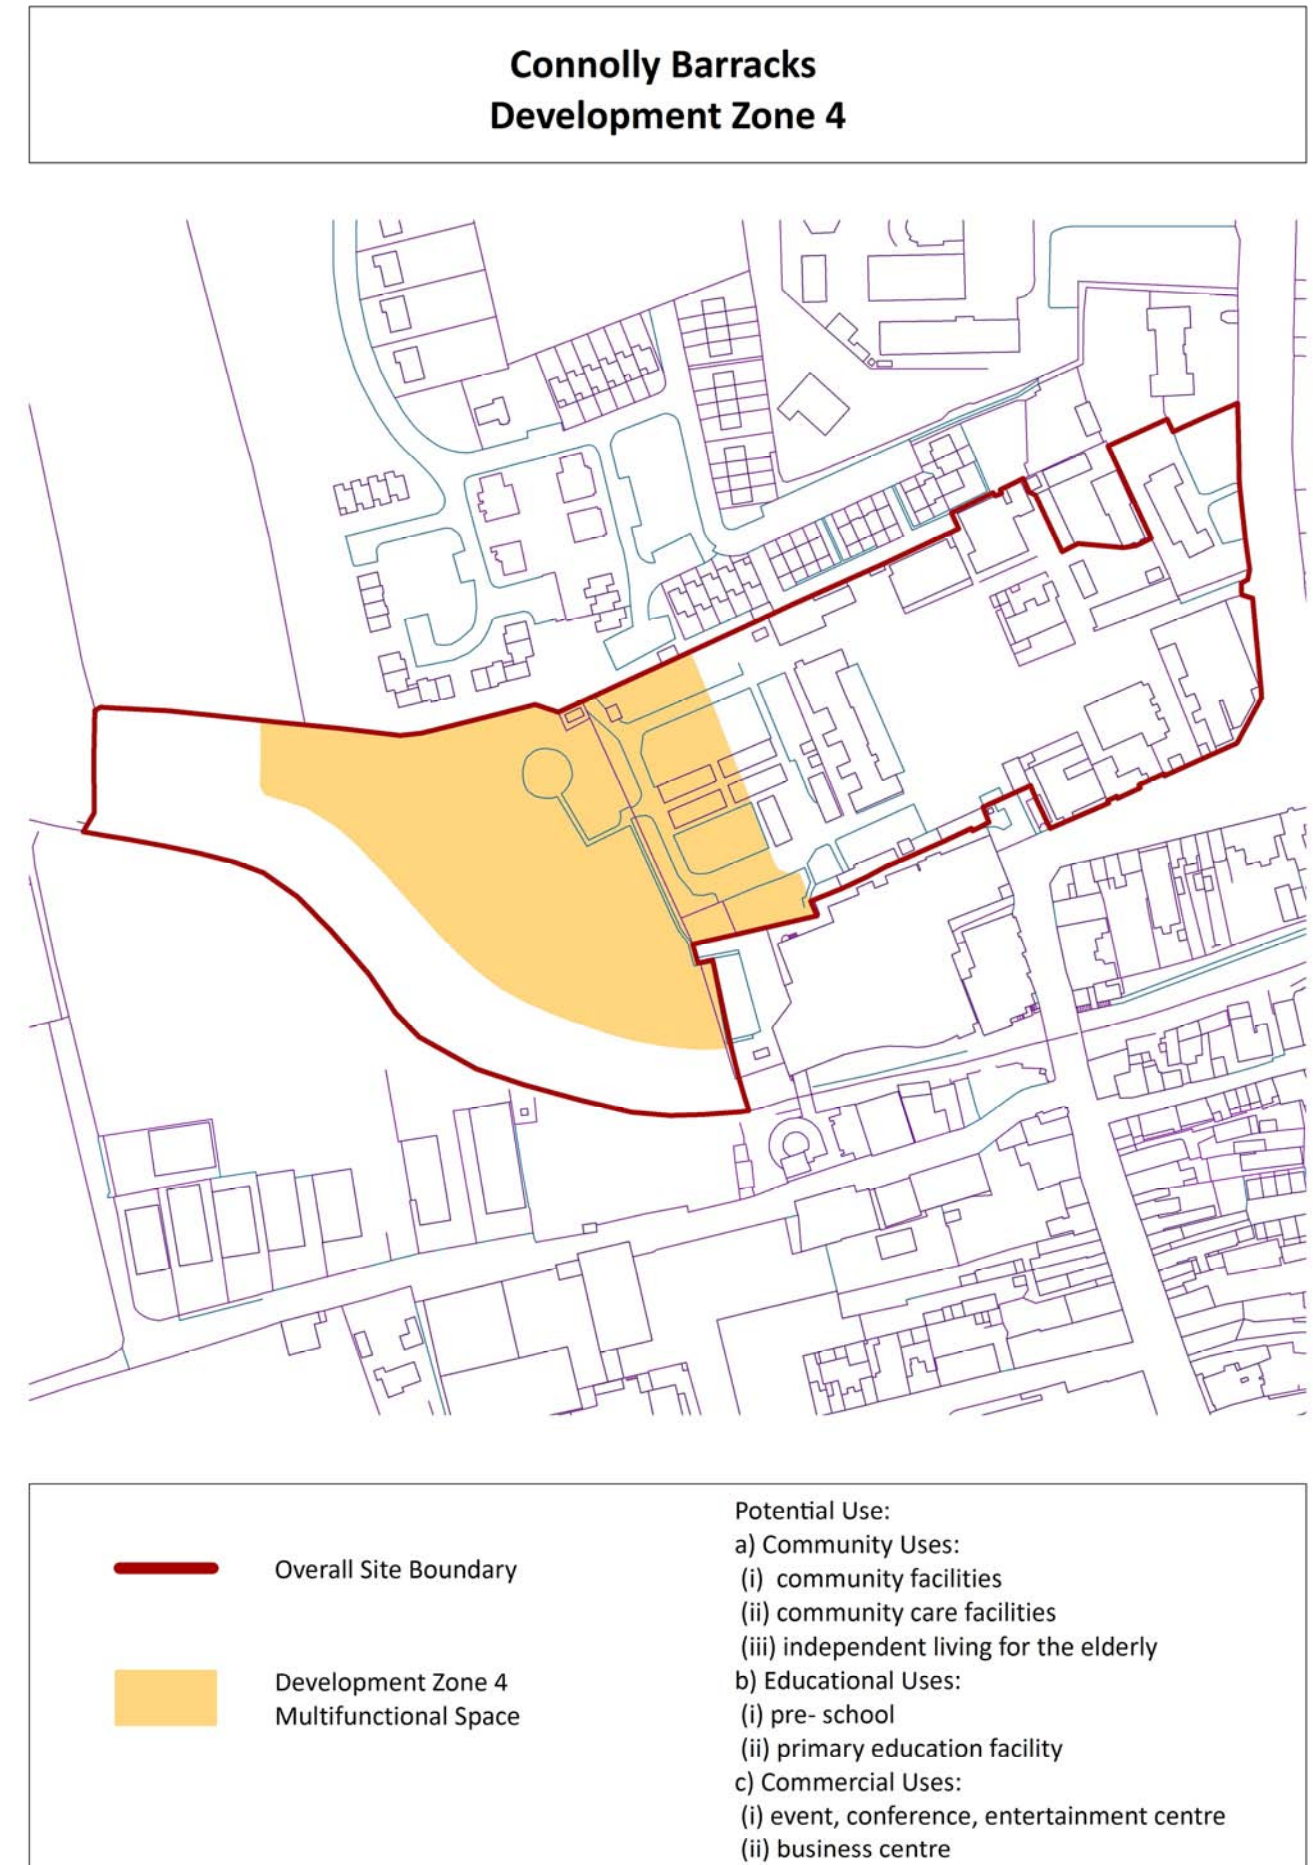 Connolly Barracks
Development Zone 4
Overall Site Boundary
Development Zone 4
Multifunctional Space
Potential Use:
a) Community Uses:
(i) community facilities
(ii) community care facilities
(iii) independent living for the elderly
b) Educational Uses:
(i) pre- school
(ii) primary education facility
c) Commercial Uses:
(i) event, conference, entertainment centre
(ii) business centre